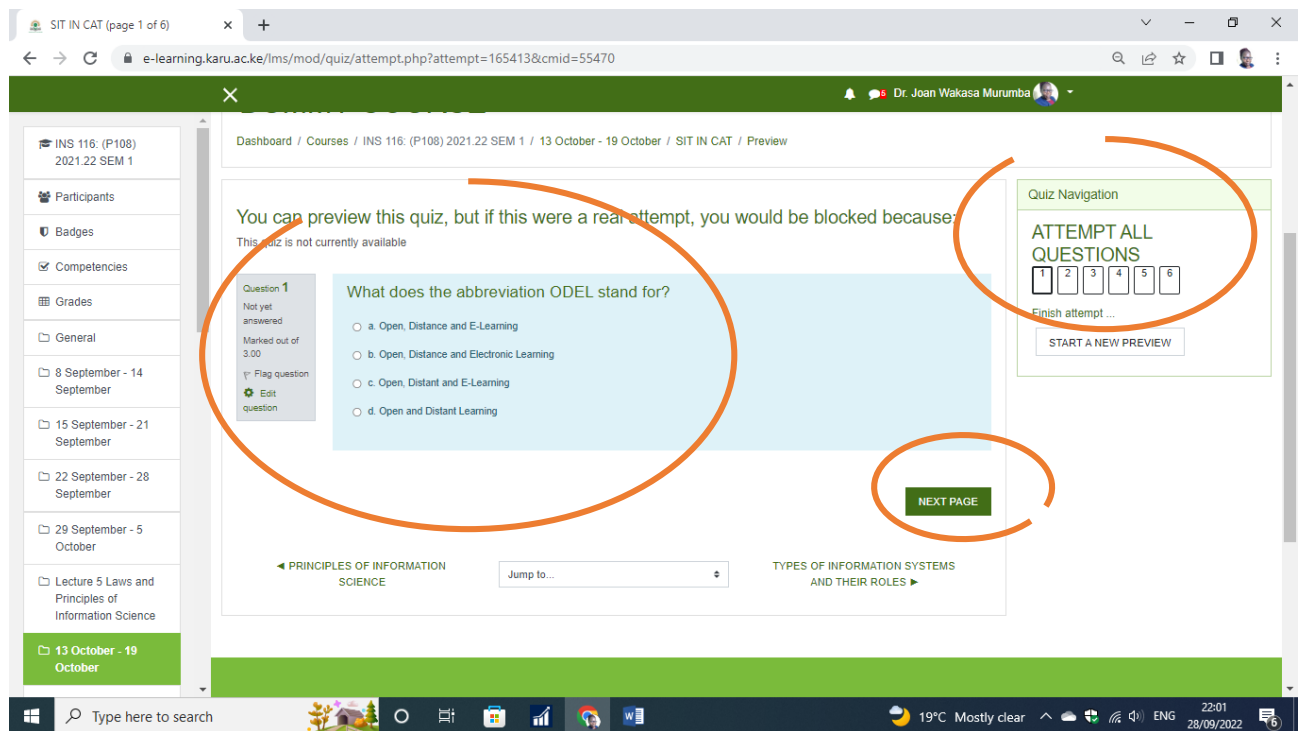 SIT IN CAT (page 1 of 6)
e-learning.karu.ac.ke/lms/mod/quiz/attempt.php?attempt=165413&cmid=55470
6 Dr. Joan Wakasa Murumba
Dashboard / Courses / INS 116: (P108) 2021.22 SEM 1 / 13 October - 19 October / SIT IN CAT / Preview
INS 116: (P108)
2021.22 SEM 1
Participants
Badges
Competencies
Grades
General
8 September - 14
September
15 September - 21
September
22 September - 28
September
29 September - 5
October
Lecture 5 Laws and
Principles of
Information Science
13 October - 19
October
You can preview this quiz, but if this were a real attempt, you would be blocked because:
This quiz is not currently available
Question 1
Not yet
answered
Marked out of
3.00
Flag question
Edit
question
What does the abbreviation ODEL stand for?
a. Open, Distance and E-Learning
b. Open, Distance and Electronic Learning
c. Open, Distant and E-Learning
d. Open and Distant Learning
NEXT PAGE
◄ PRINCIPLES OF INFORMATION
SCIENCE
Jump to...
TYPES OF INFORMATION SYSTEMS
AND THEIR ROLES ►
Quiz Navigation
ATTEMPT ALL
QUESTIONS
1 2 3 4 5 6
Finish attempt ...
START A NEW PREVIEW
Type here to search
19°C Mostly clear
ENG
22:01
28/09/2022
6